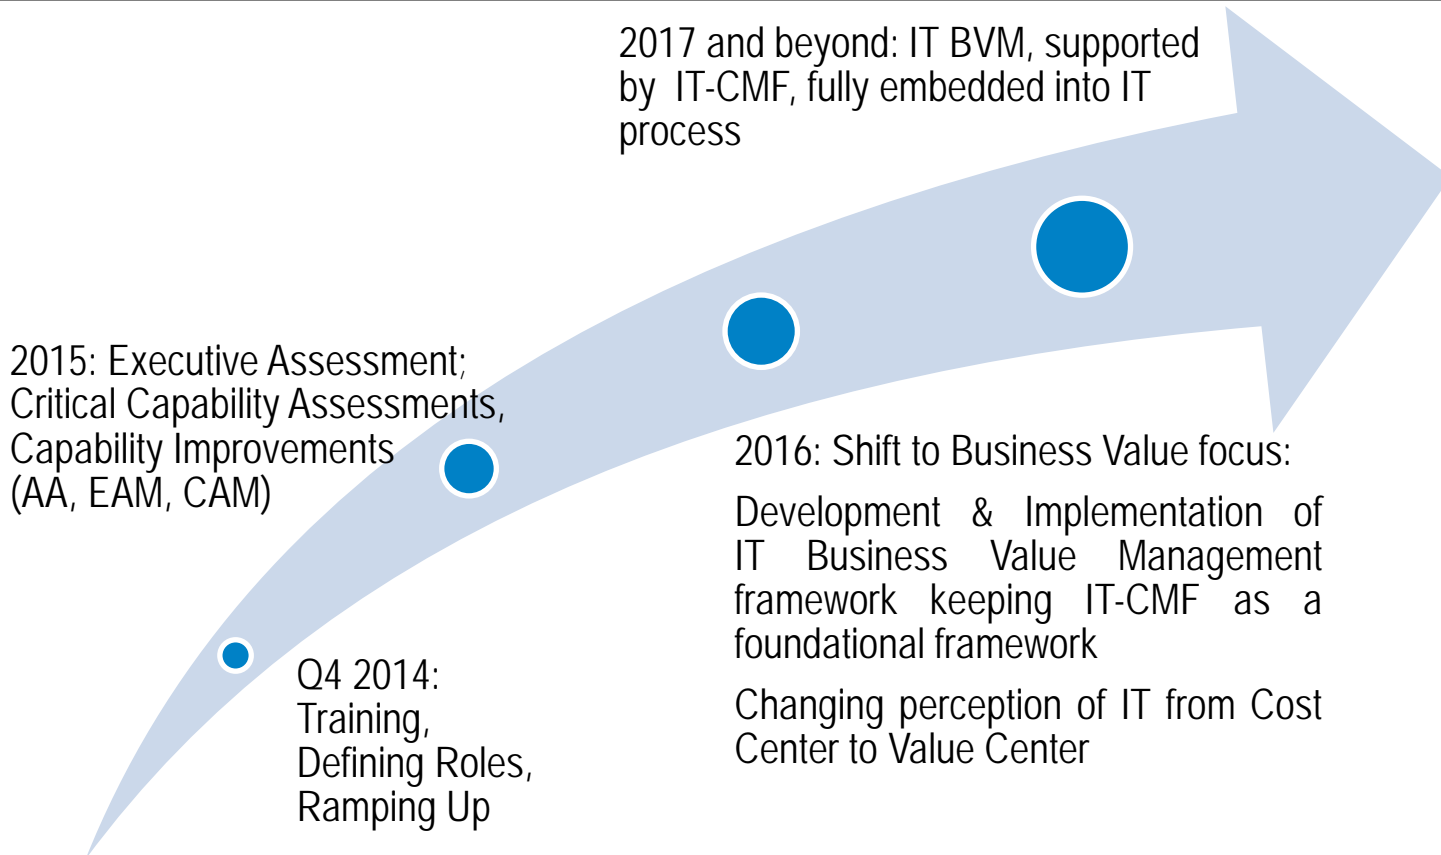 2017 and beyond: IT BVM, supported
by IT-CMF, fully embedded into IT
process
2015: Executive Assessment;
Critical Capability Assessments,
Capability Improvements
(AA, EAM, CAM)
2016: Shift to Business Value focus:
Development & Implementation of
IT Business Value Management
framework keeping IT-CMF as a
foundational framework
Changing perception of IT from Cost
Center to Value Center
Q4 2014:
Training,
Defining Roles,
Ramping Up